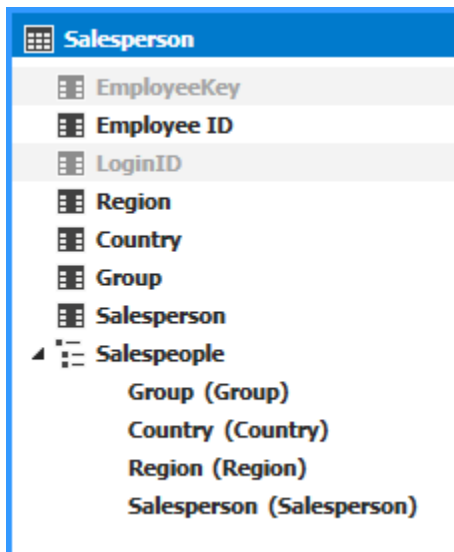 Salesperson
EmployeeKey
Employee ID
LoginID
Region
Country
Group
Salesperson
Salespeople
Group (Group)
Country (Country)
Region (Region)
Salesperson (Salesperson)